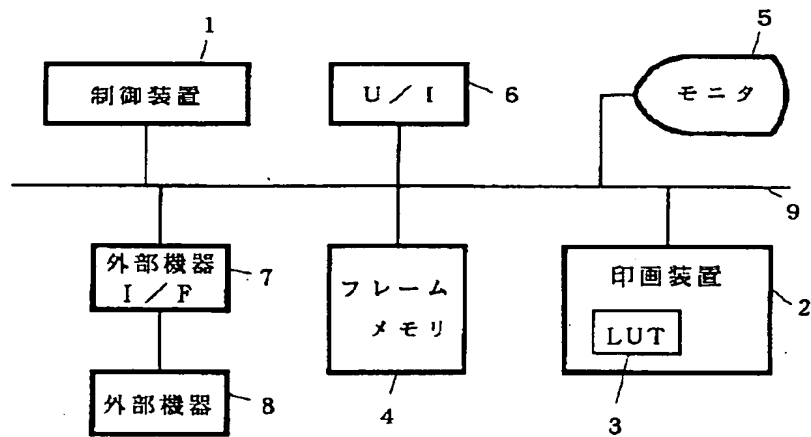 1
制御装置
U/I
6
5
モニタ
9
外部機器
I/F
7
フレーム
メモリ
4
印画装置
2
LUT
3
外部機器
8